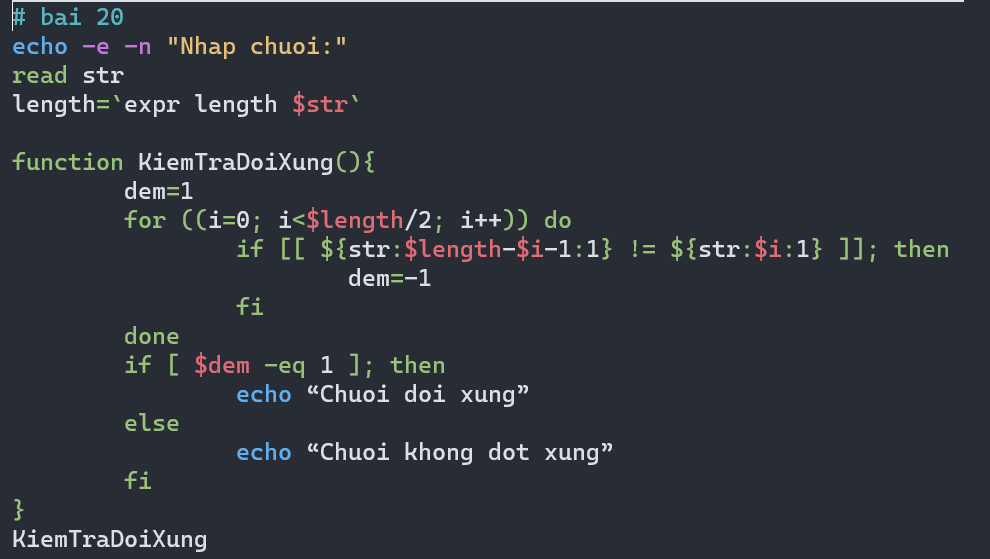 # bai 20
echo -e -n "Nhap chuoi:"
read str
length=`expr length $str`
function KiemTraDoiXung(){
dem=1
for ((i=0; i<$length/2; i++)) do
if [[ ${str:$length-$i-1:1} != ${str:$i:1} ]]; then
dem=-1
fi
done
if [ $dem -eq 1 ]; then
echo “Chuoi doi xung”
else
echo “Chuoi khong dot xung”
fi
}
KiemTraDoiXung